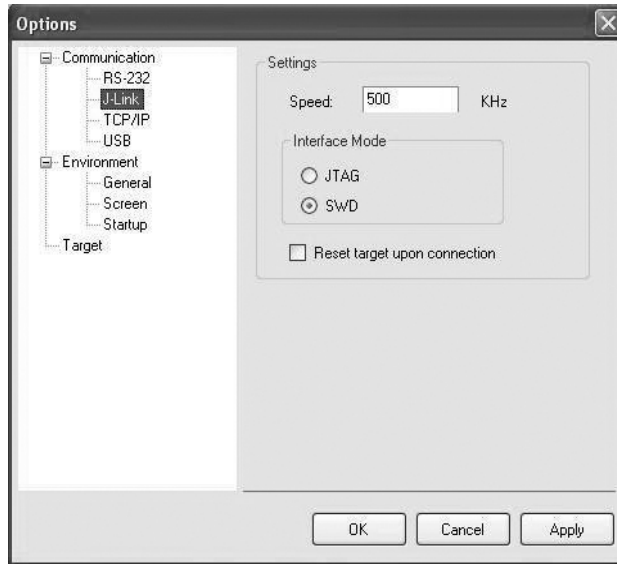 Options
Communication
RS-232
J-Link
TCP/IP
USB
Environment
General
Screen
Startup
Target
Settings
Speed: 500 KHz
Interface Mode
JTAG
SWD
Reset target upon connection
OK Cancel Apply